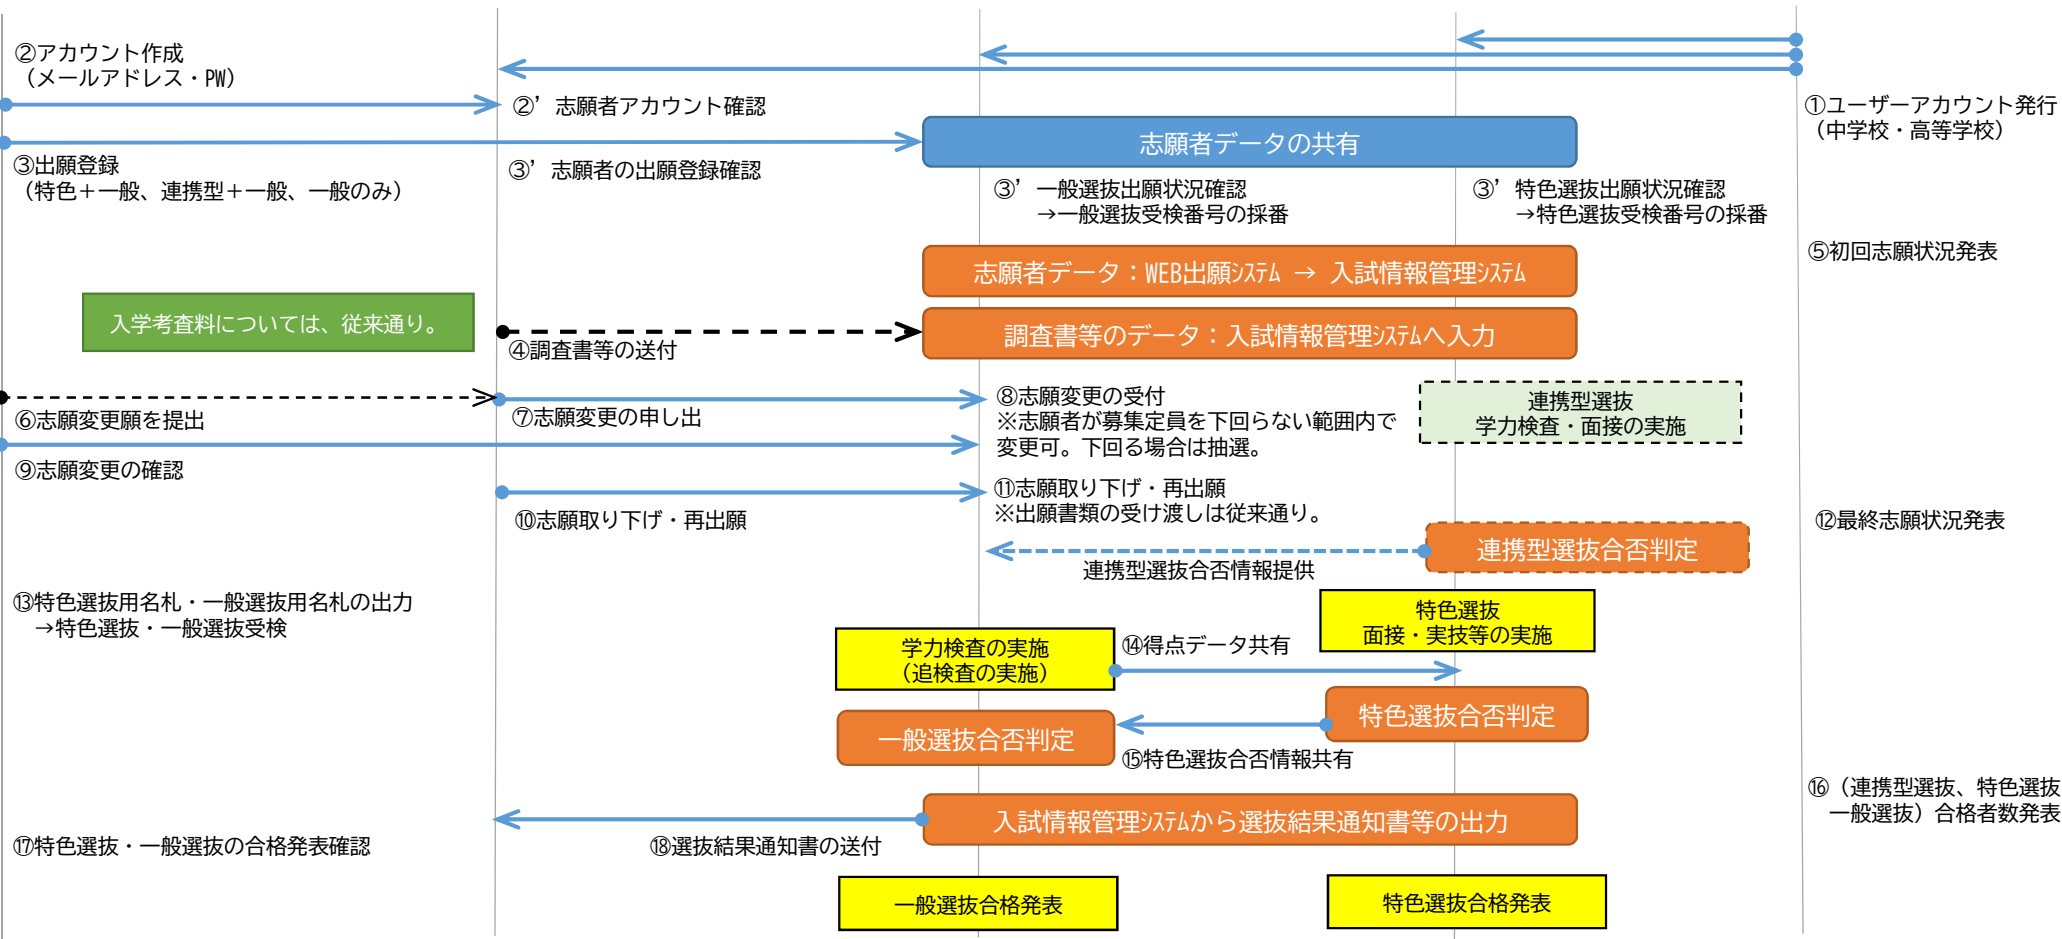 ②アカウント作成
（メールアドレス・PW）
②’志願者アカウント確認
①ユーザーアカウント発行
（中学校・高等学校）
志願者データの共有
③出願登録
（特色＋一般、連携型＋一般、一般のみ）
③’志願者の出願登録確認
③’一般選抜出願状況確認
→一般選抜受検番号の採番
③’特色選抜出願状況確認
→特色選抜受検番号の採番
⑤初回志願状況発表
志願者データ：WEB出願ｼｽﾃﾑ → 入試情報管理ｼｽﾃﾑ
入学考査料については、従来通り。
調査書等のデータ：入試情報管理ｼｽﾃﾑへ入力
④調査書等の送付
⑥志願変更願を提出
⑦志願変更の申し出
⑧志願変更の受付
※志願者が募集定員を下回らない範囲内で
変更可。下回る場合は抽選。
連携型選抜
学力検査・面接の実施
⑨志願変更の確認
⑩志願取り下げ・再出願
⑪志願取り下げ・再出願
※出願書類の受け渡しは従来通り。
⑫最終志願状況発表
連携型選抜合否判定
連携型選抜合否情報提供
⑬特色選抜用名札・一般選抜用名札の出力
→特色選抜・一般選抜受検
特色選抜
面接・実技等の実施
学力検査の実施
（追検査の実施）
⑭得点データ共有
特色選抜合否判定
一般選抜合否判定
⑮特色選抜合否情報共有
⑯（連携型選抜、特色選抜
一般選抜）合格者数発表
入試情報管理ｼｽﾃﾑから選抜結果通知書等の出力
⑰特色選抜・一般選抜の合格発表確認
⑱選抜結果通知書の送付
一般選抜合格発表
特色選抜合格発表